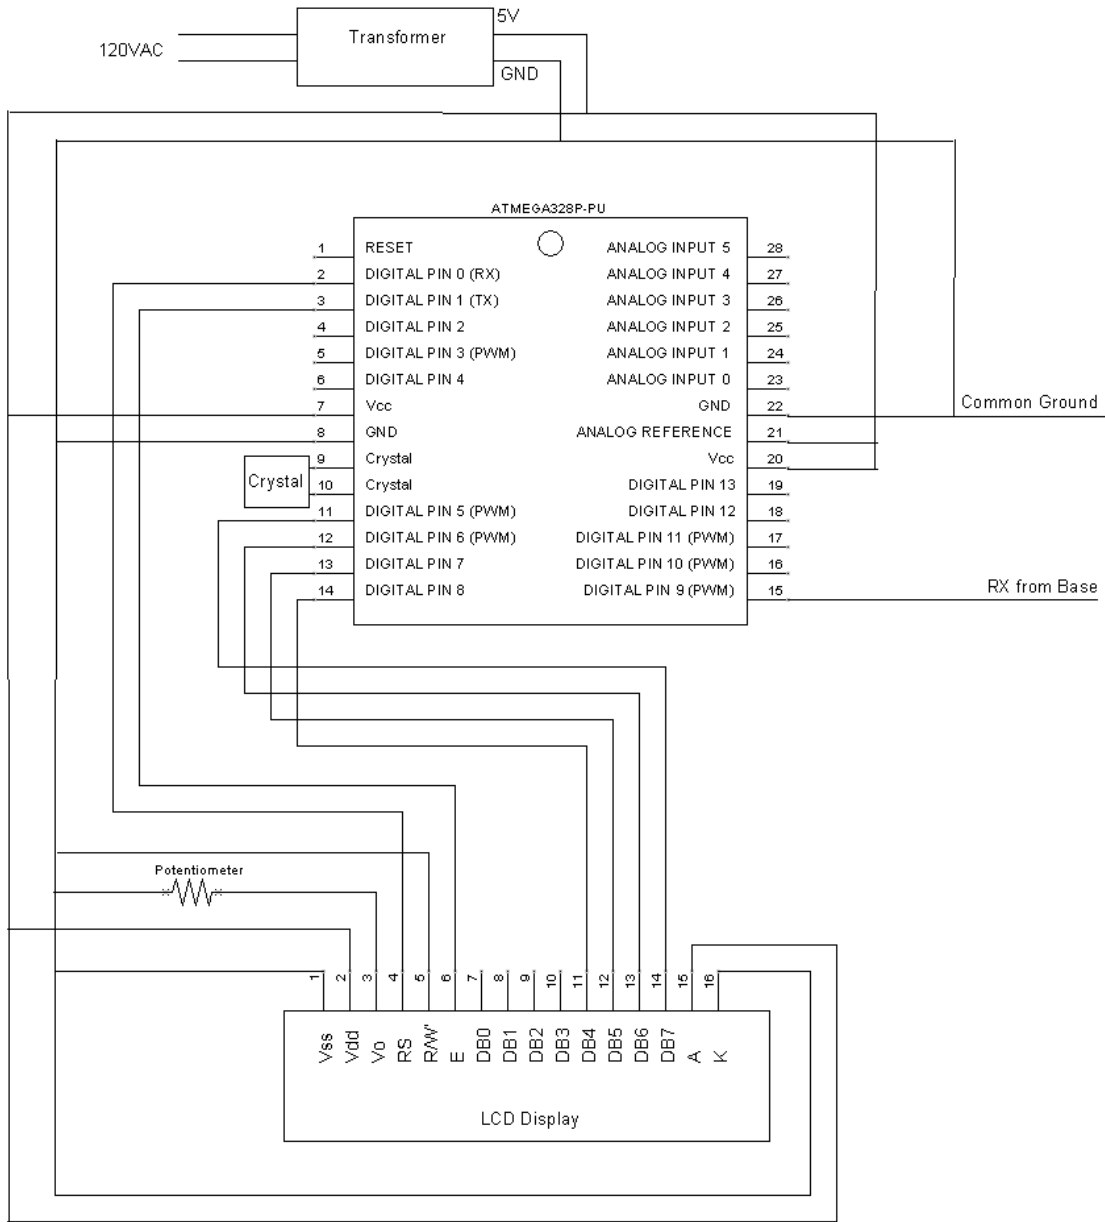 5V
Transformer
120VAC
GND
ATMEGA328P-PU
1 RESET ANALOG INPUT 5 28
2 DIGITAL PIN 0 (RX) ANALOG INPUT 4 27
3 DIGITAL PIN 1 (TX) ANALOG INPUT 3 26
4 DIGITAL PIN 2 ANALOG INPUT 2 25
5 DIGITAL PIN 3 (PWM) ANALOG INPUT 1 24
6 DIGITAL PIN 4 ANALOG INPUT 0 23
7 Vcc GND 22 Common Ground
8 GND ANALOG REFERENCE 21
9 Crystal Vcc 20
Crystal
10 Crystal DIGITAL PIN 13 19
11 DIGITAL PIN 5 (PWM) DIGITAL PIN 12 18
12 DIGITAL PIN 6 (PWM) DIGITAL PIN 11 (PWM) 17
13 DIGITAL PIN 7 DIGITAL PIN 10 (PWM) 16
14 DIGITAL PIN 8 DIGITAL PIN 9 (PWM) 15 RX from Base
Potentiometer
1 2 3 4 5 6 7 8 9 10 11 12 13 14 15 16
Vss Vdd Vo RS R/W' E DB0 DB1 DB2 DB3 DB4 DB5 DB6 DB7 A K
LCD Display